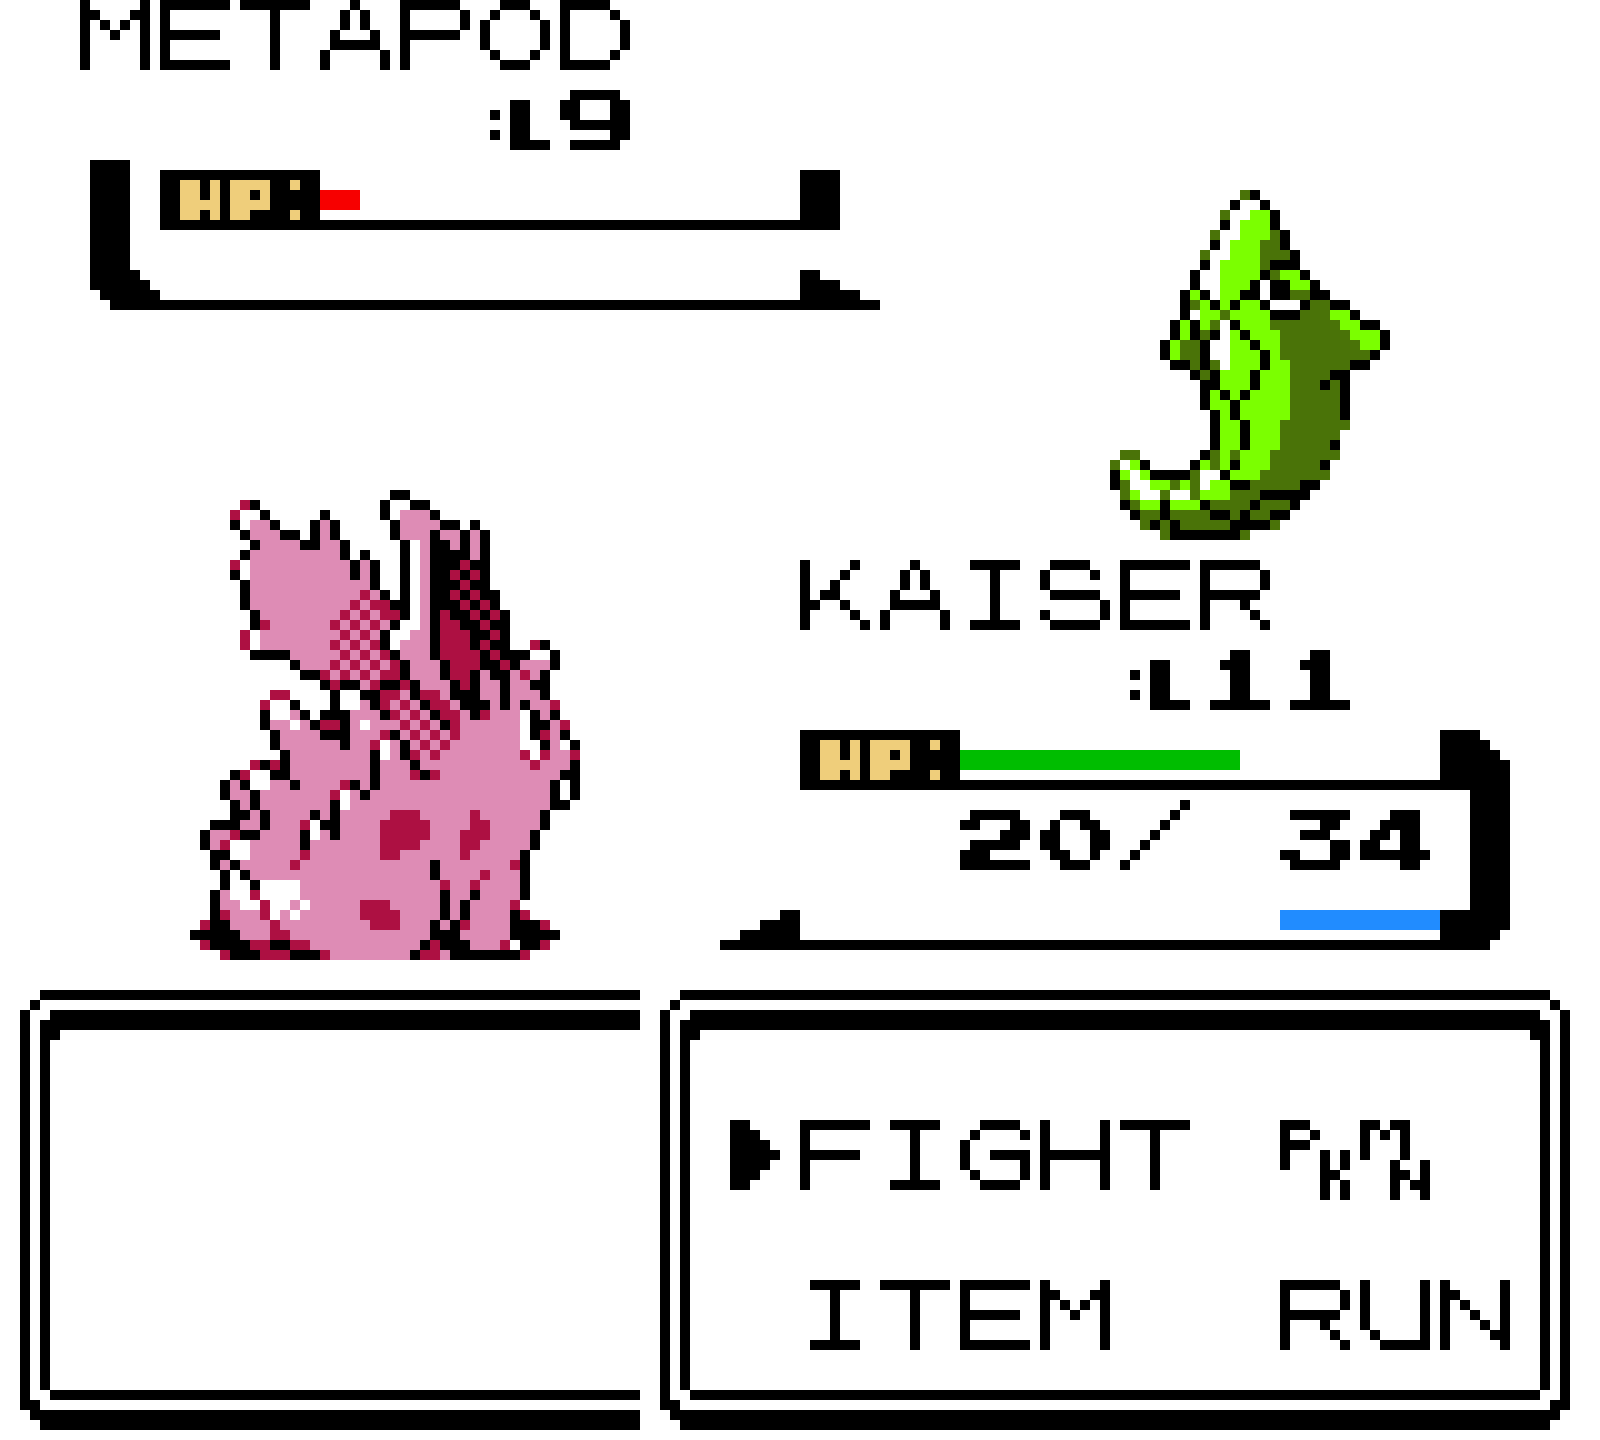 METAPOD
:L9
HP:
KAISER
:L11
HP:
20/ 34
FIGHT PKMN
ITEM RUN